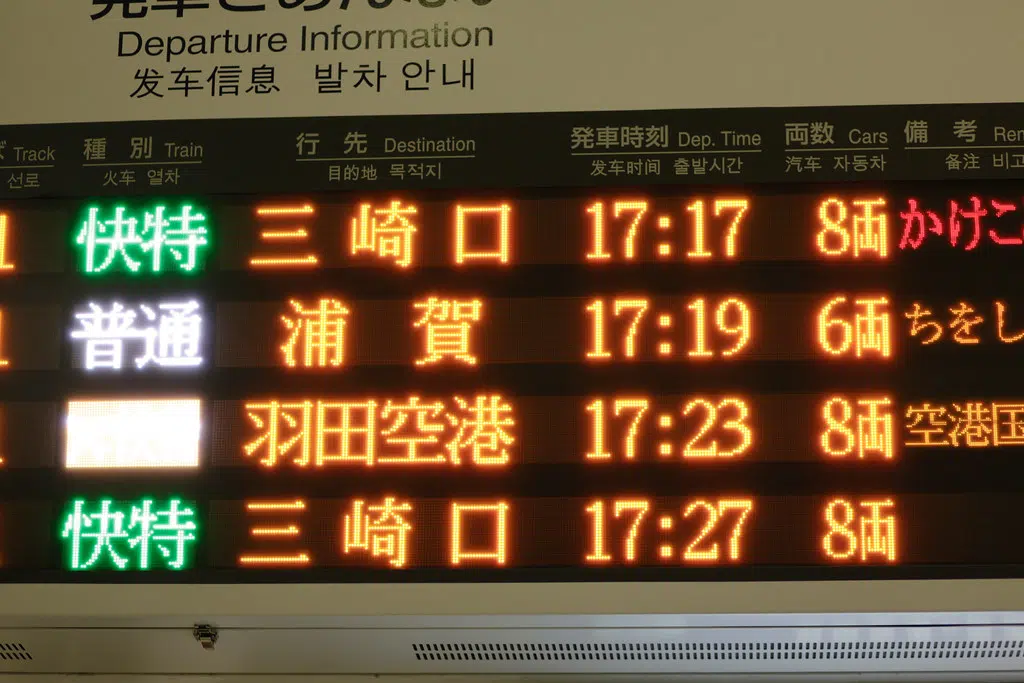 Departure Information
发车信息 발차 안내
Track 種別 Train 行先 Destination 発車時刻 Dep. Time 両数 Cars 備考
선로 火车 열차 目的地 목적지 发车时间 출발시간 汽车 자동차 备注 비고
1 快特 三崎口 17:17 8両 かけこ
普通 浦賀 17:19 6両 ちをし
羽田空港 17:23 8両 空港国
快特 三崎口 17:27 8両